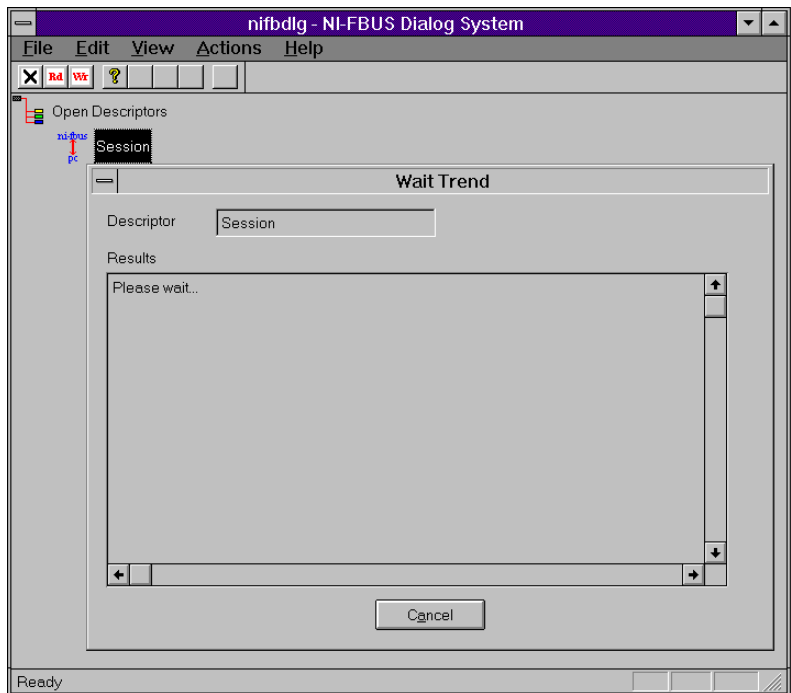 nifbdlg - NI-FBUS Dialog System
File Edit View Actions Help
Rd Wr ?
Open Descriptors
ni-fbus
pc
Session
Wait Trend
Descriptor Session
Results
Please wait...
Cancel
Ready